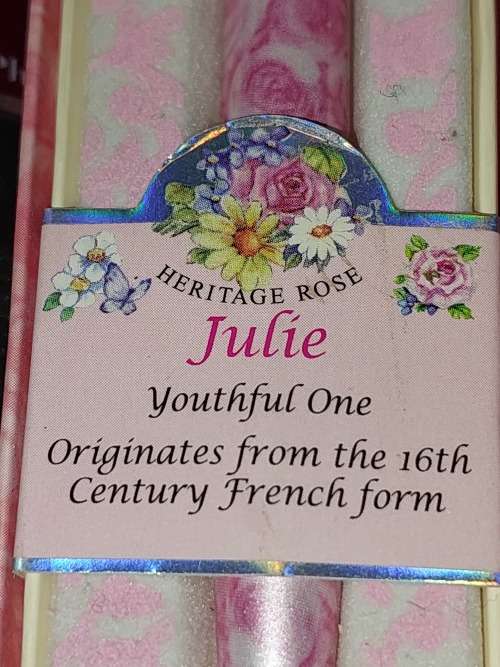 HERITAGE ROSE
Julie
Youthful One
Originates from the 16th
Century French form